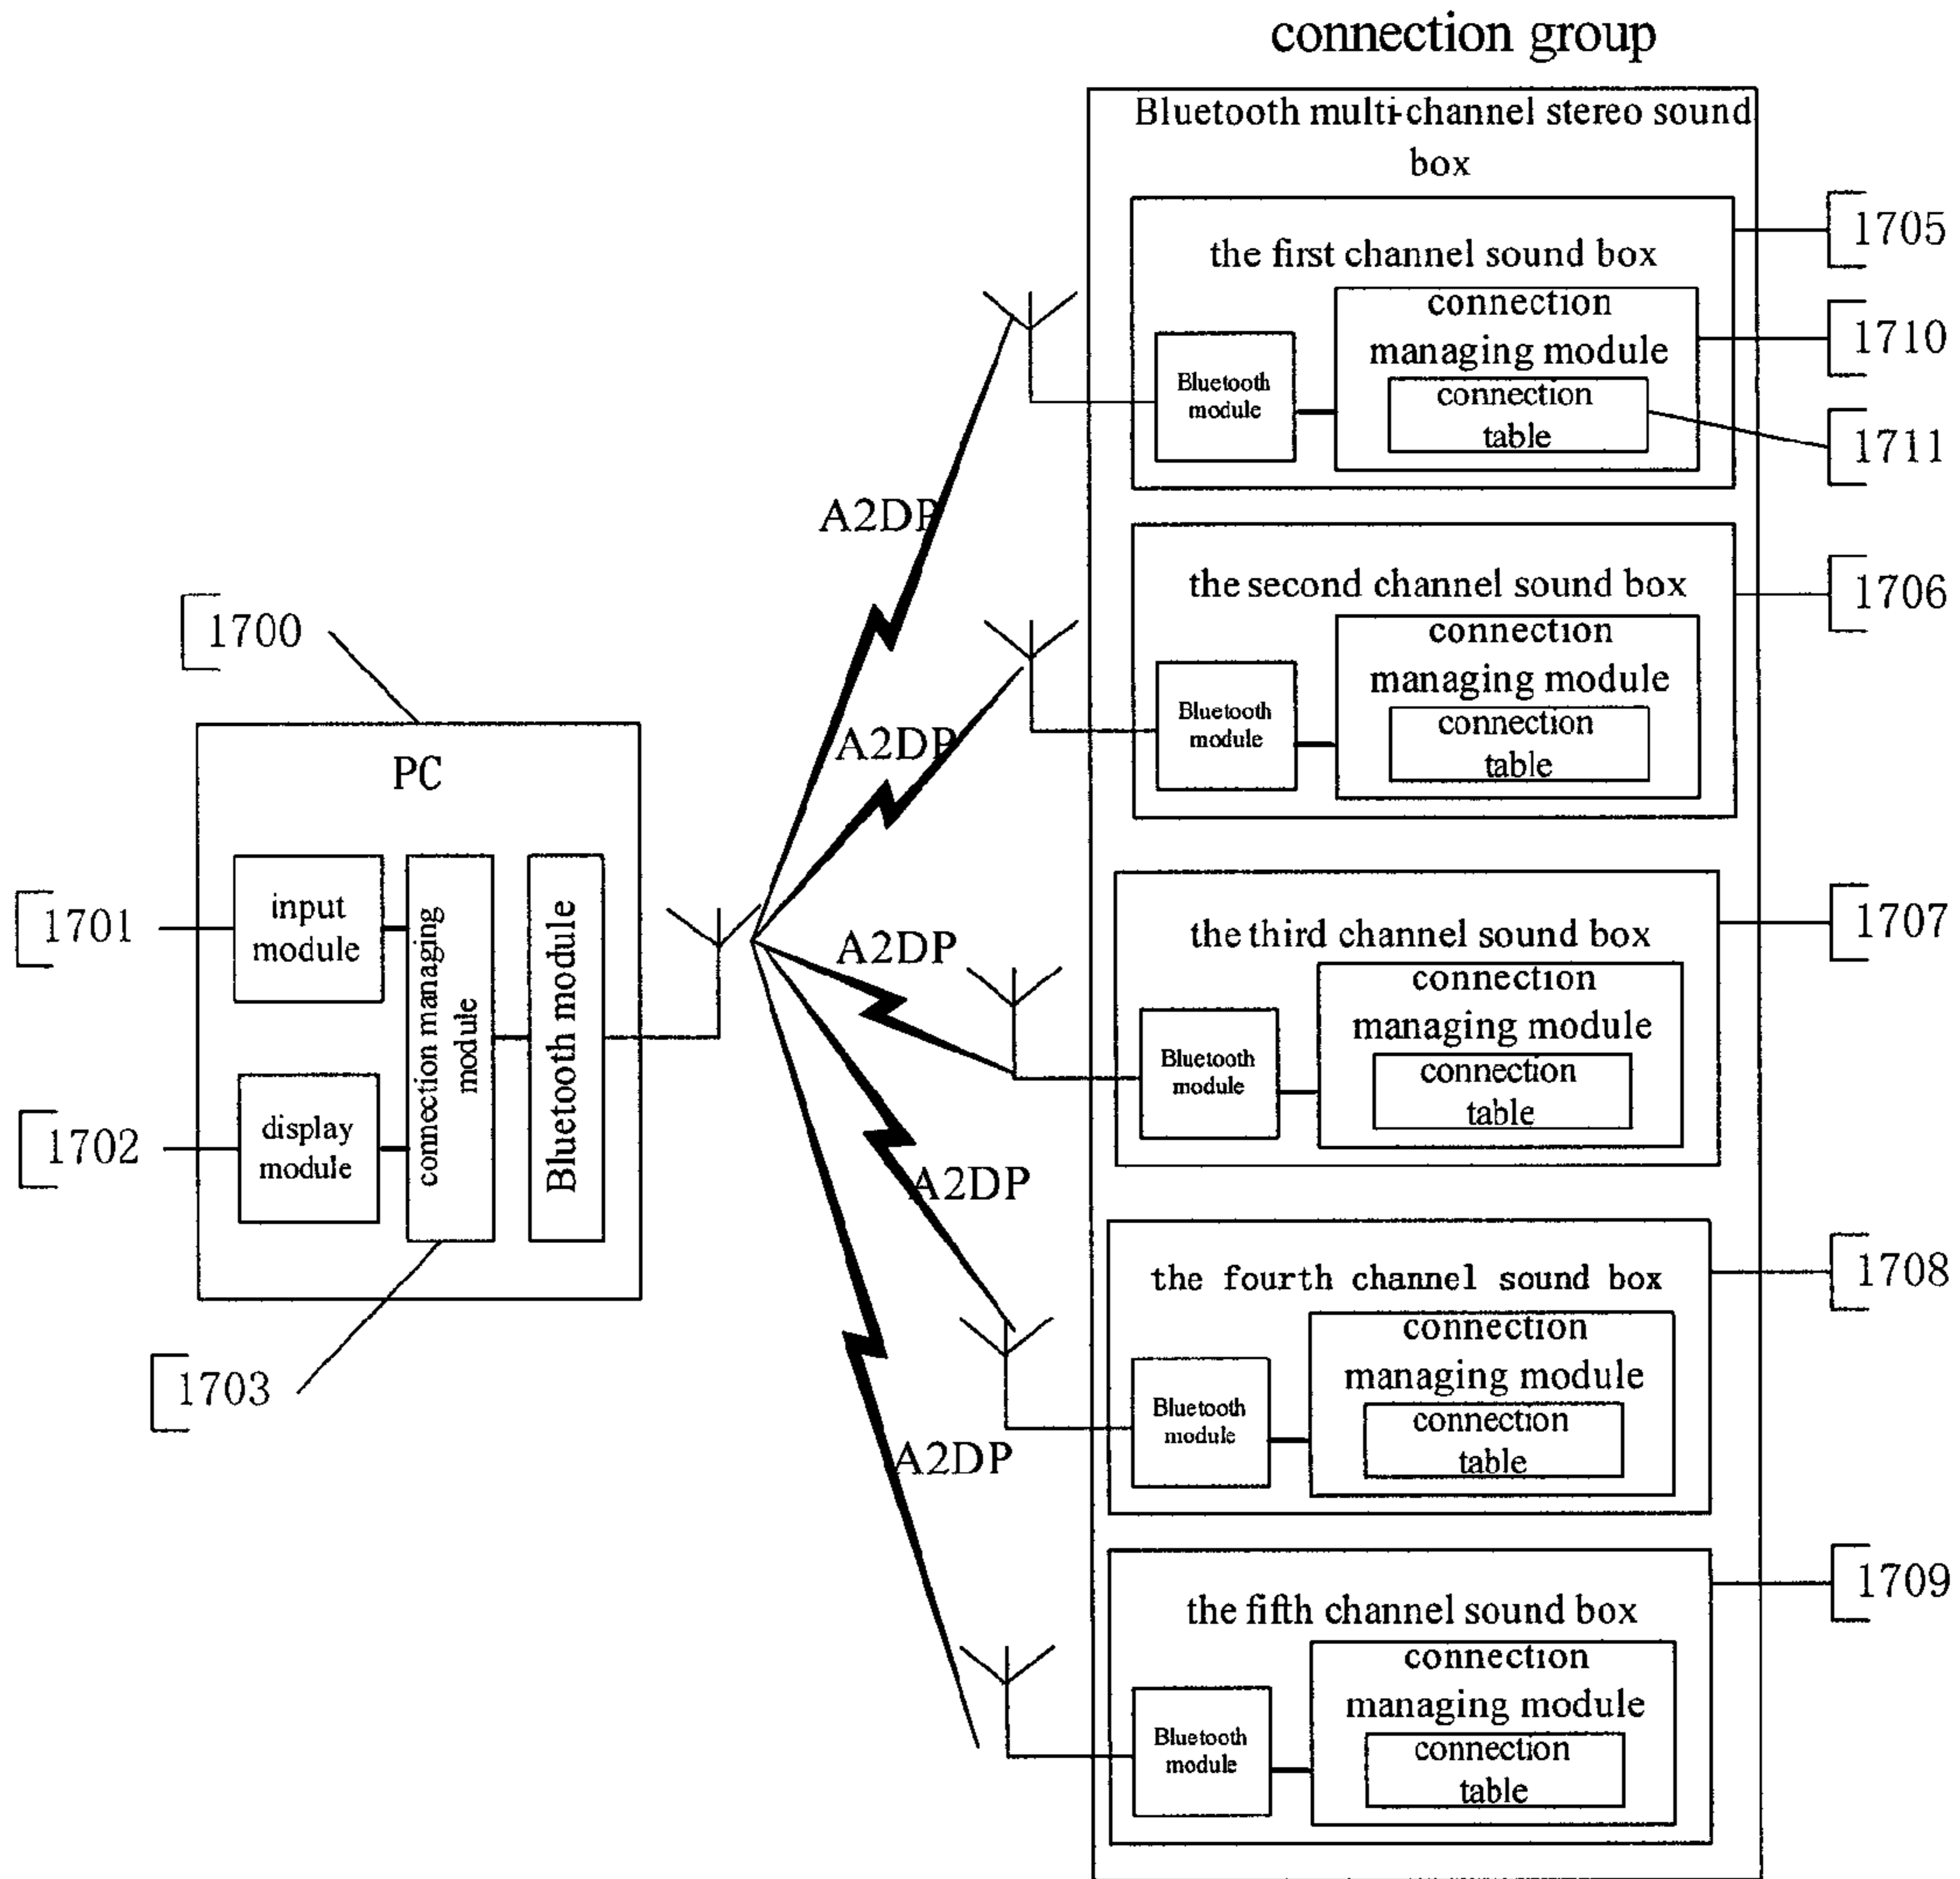 connection group
Bluetooth multi-channel stereo sound
box
1705
the first channel sound box
connection
managing module
1710
Bluetooth
module
connection
table
1711
A2DP
the second channel sound box
1706
connection
managing module
Bluetooth
module
connection
table
A2DP
1700
PC
input
module
1701
display
module
1702
connection managing
module
Bluetooth module
1703
A2DP
the third channel sound box
1707
connection
managing module
Bluetooth
module
connection
table
A2DP
the fourth channel sound box
1708
connection
managing module
Bluetooth
module
connection
table
A2DP
the fifth channel sound box
1709
connection
managing module
Bluetooth
module
connection
table